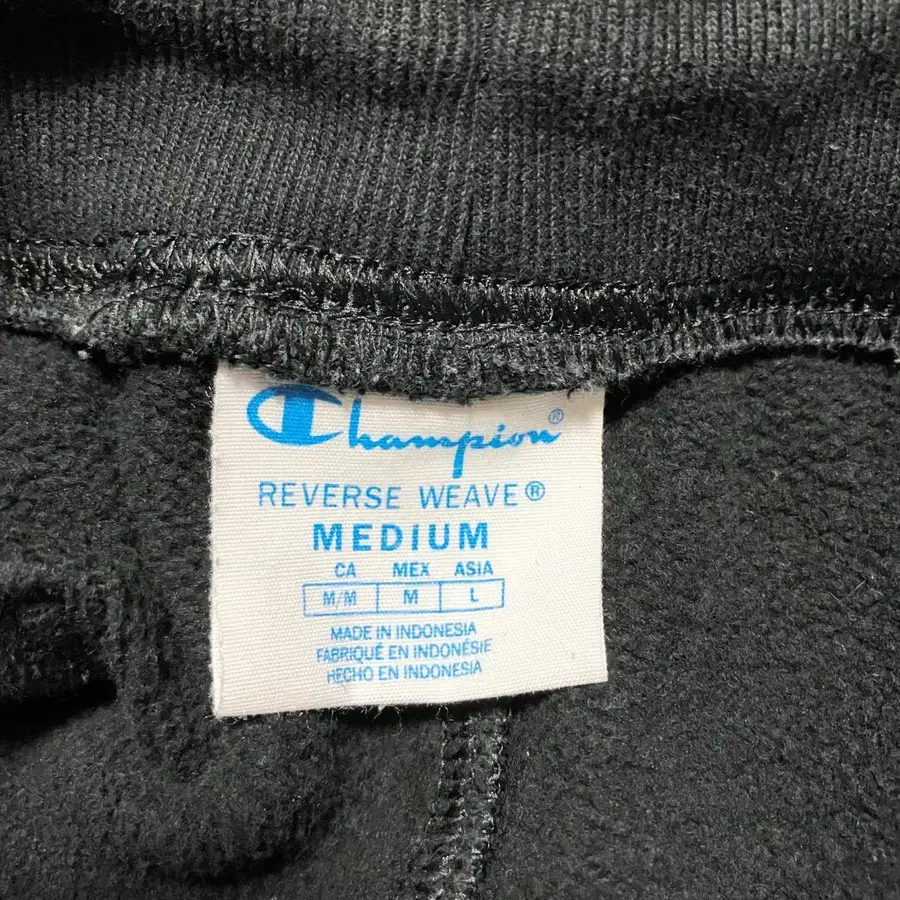 Champion®
REVERSE WEAVE®
MEDIUM
CA MEX ASIA
M/M M L
MADE IN INDONESIA
FABRIQUÉ EN INDONÉSIE
HECHO EN INDONESIA